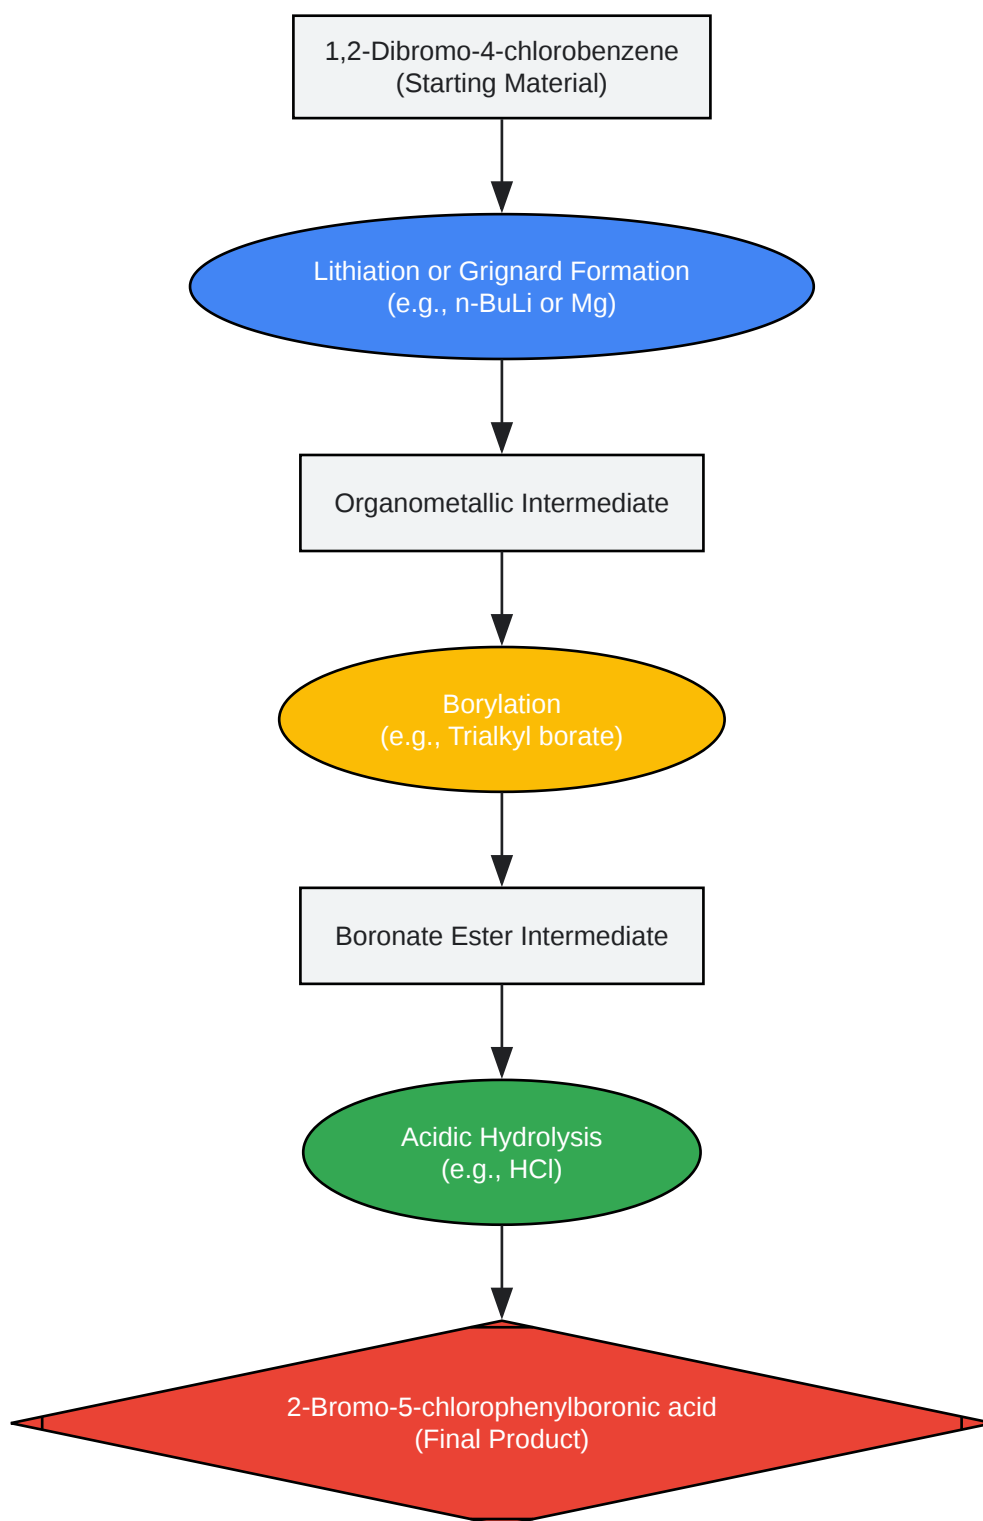 1,2-Dibromo-4-chlorobenzene
(Starting Material)
Lithiation or Grignard Formation
(e.g., n-BuLi or Mg)
Organometallic Intermediate
Borylation
(e.g., Trialkyl borate)
Boronate Ester Intermediate
Acidic Hydrolysis
(e.g., HCl)
2-Bromo-5-chlorophenylboronic acid
(Final Product)